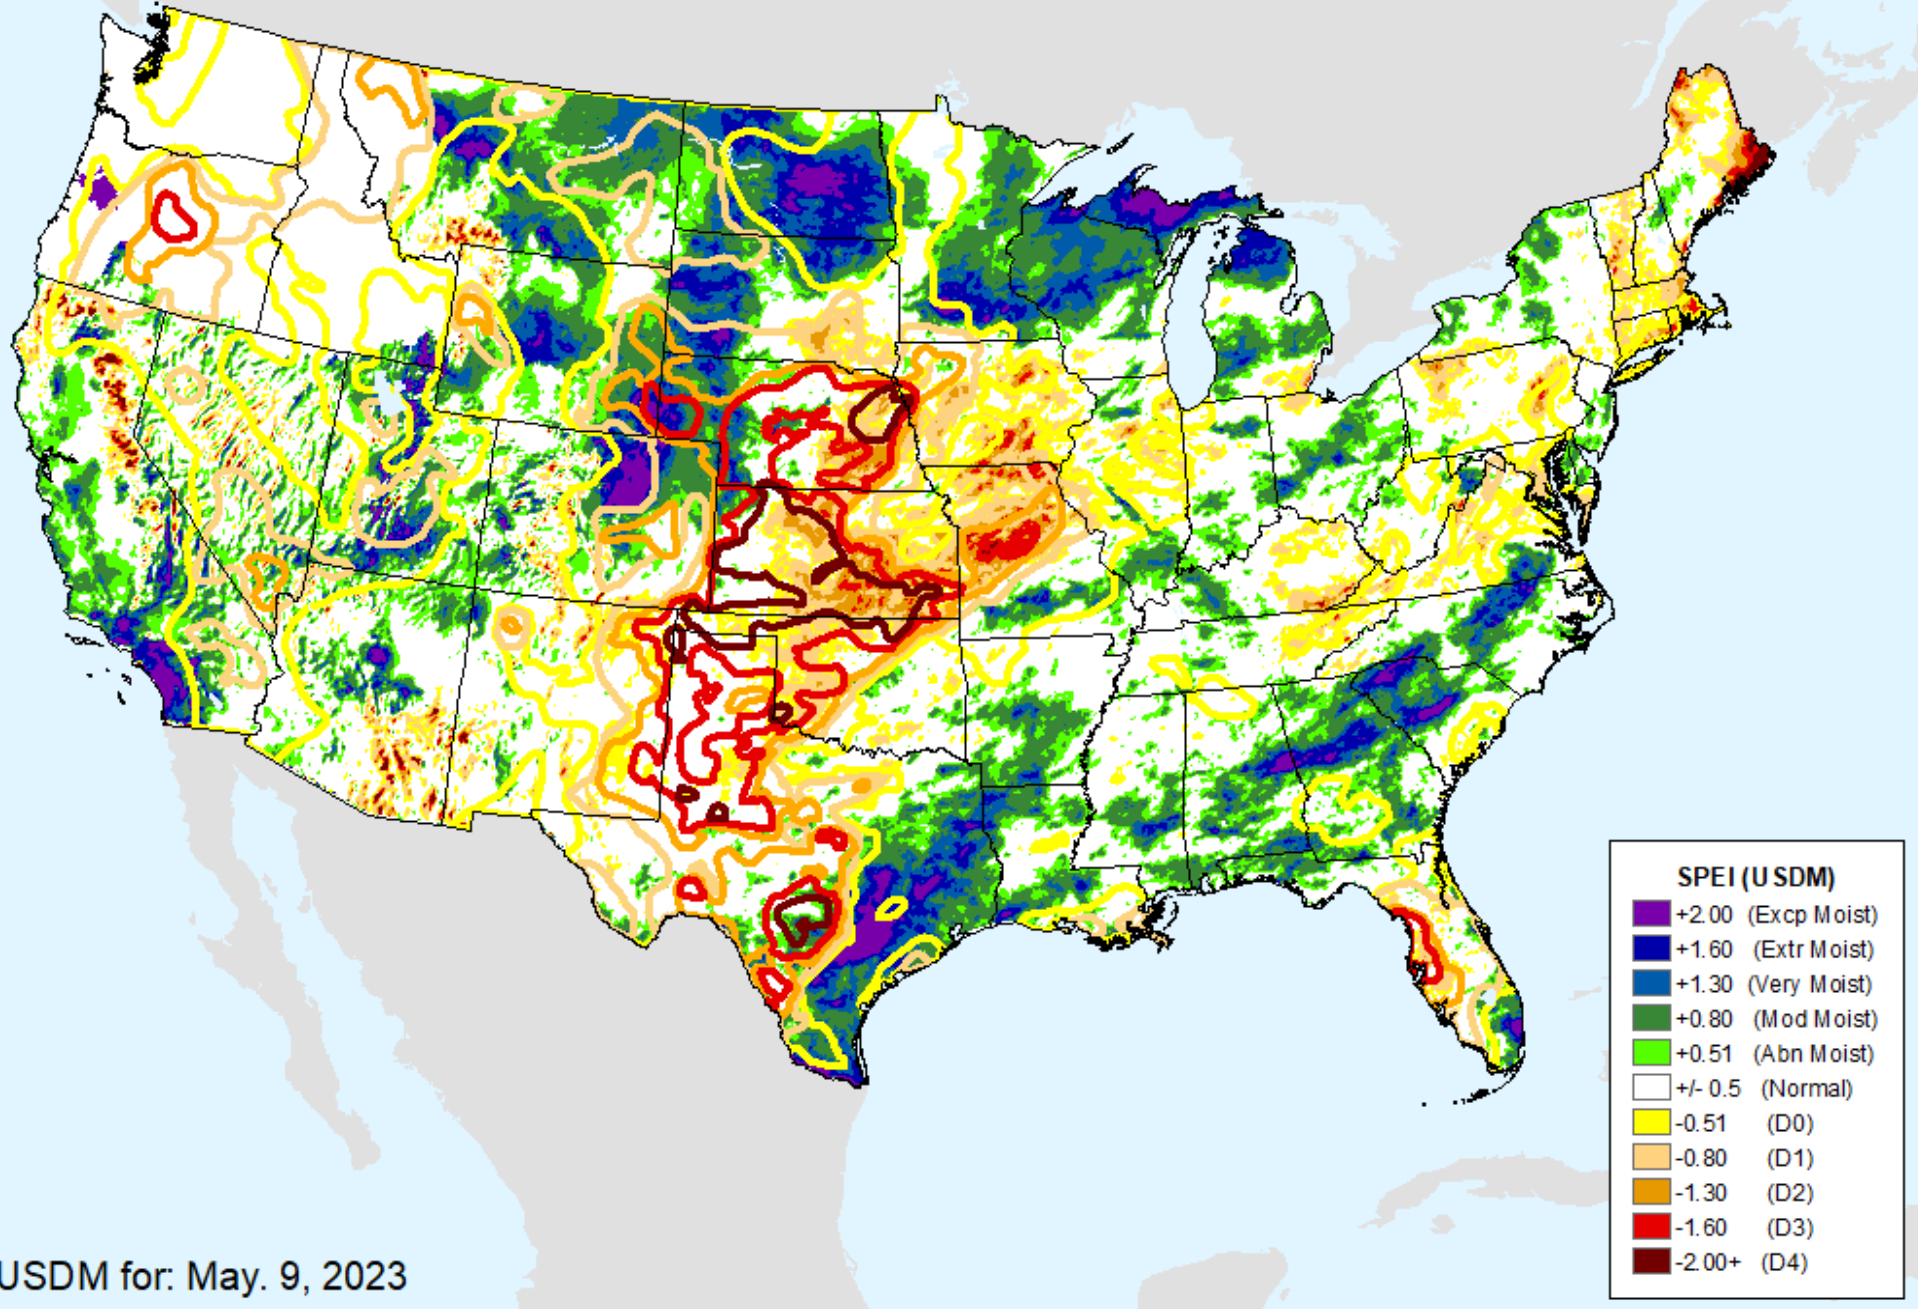 SPEI (USDM)
+2.00 (Excp Moist)
+1.60 (Extr Moist)
+1.30 (Very Moist)
+0.80 (Mod Moist)
+0.51 (Abn Moist)
+/- 0.5 (Normal)
-0.51 (D0)
-0.80 (D1)
-1.30 (D2)
-1.60 (D3)
-2.00+ (D4)
USDM for: May. 9, 2023